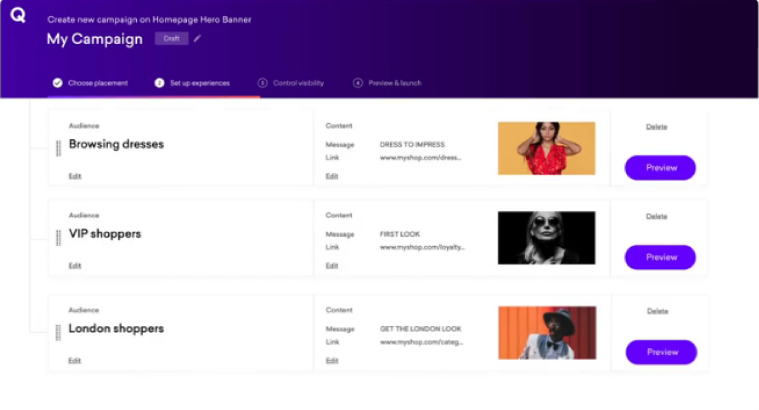 Q
Create new campaign on Homepage Hero Banner
My Campaign Draft
Choose placement 2 Set up experiences 3 Control visibility 4 Preview & launch
Audience Content Delete
Browsing dresses Message DRESS TO IMPRESS
Link www.myshop.com/dress... Preview
Edit Edit
Audience Content Delete
VIP shoppers Message FIRST LOOK
Link www.myshop.com/loyalty... Preview
Edit Edit
Audience Content Delete
London shoppers Message GET THE LONDON LOOK
Link www.myshop.com/categ... Preview
Edit Edit